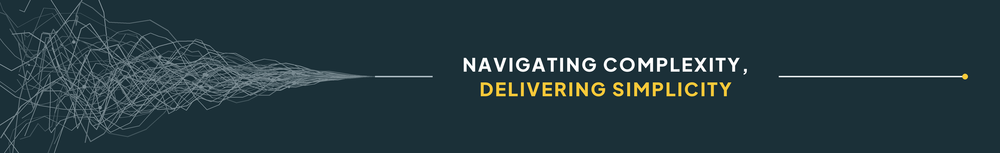 NAVIGATING COMPLEXITY,
DELIVERING SIMPLICITY